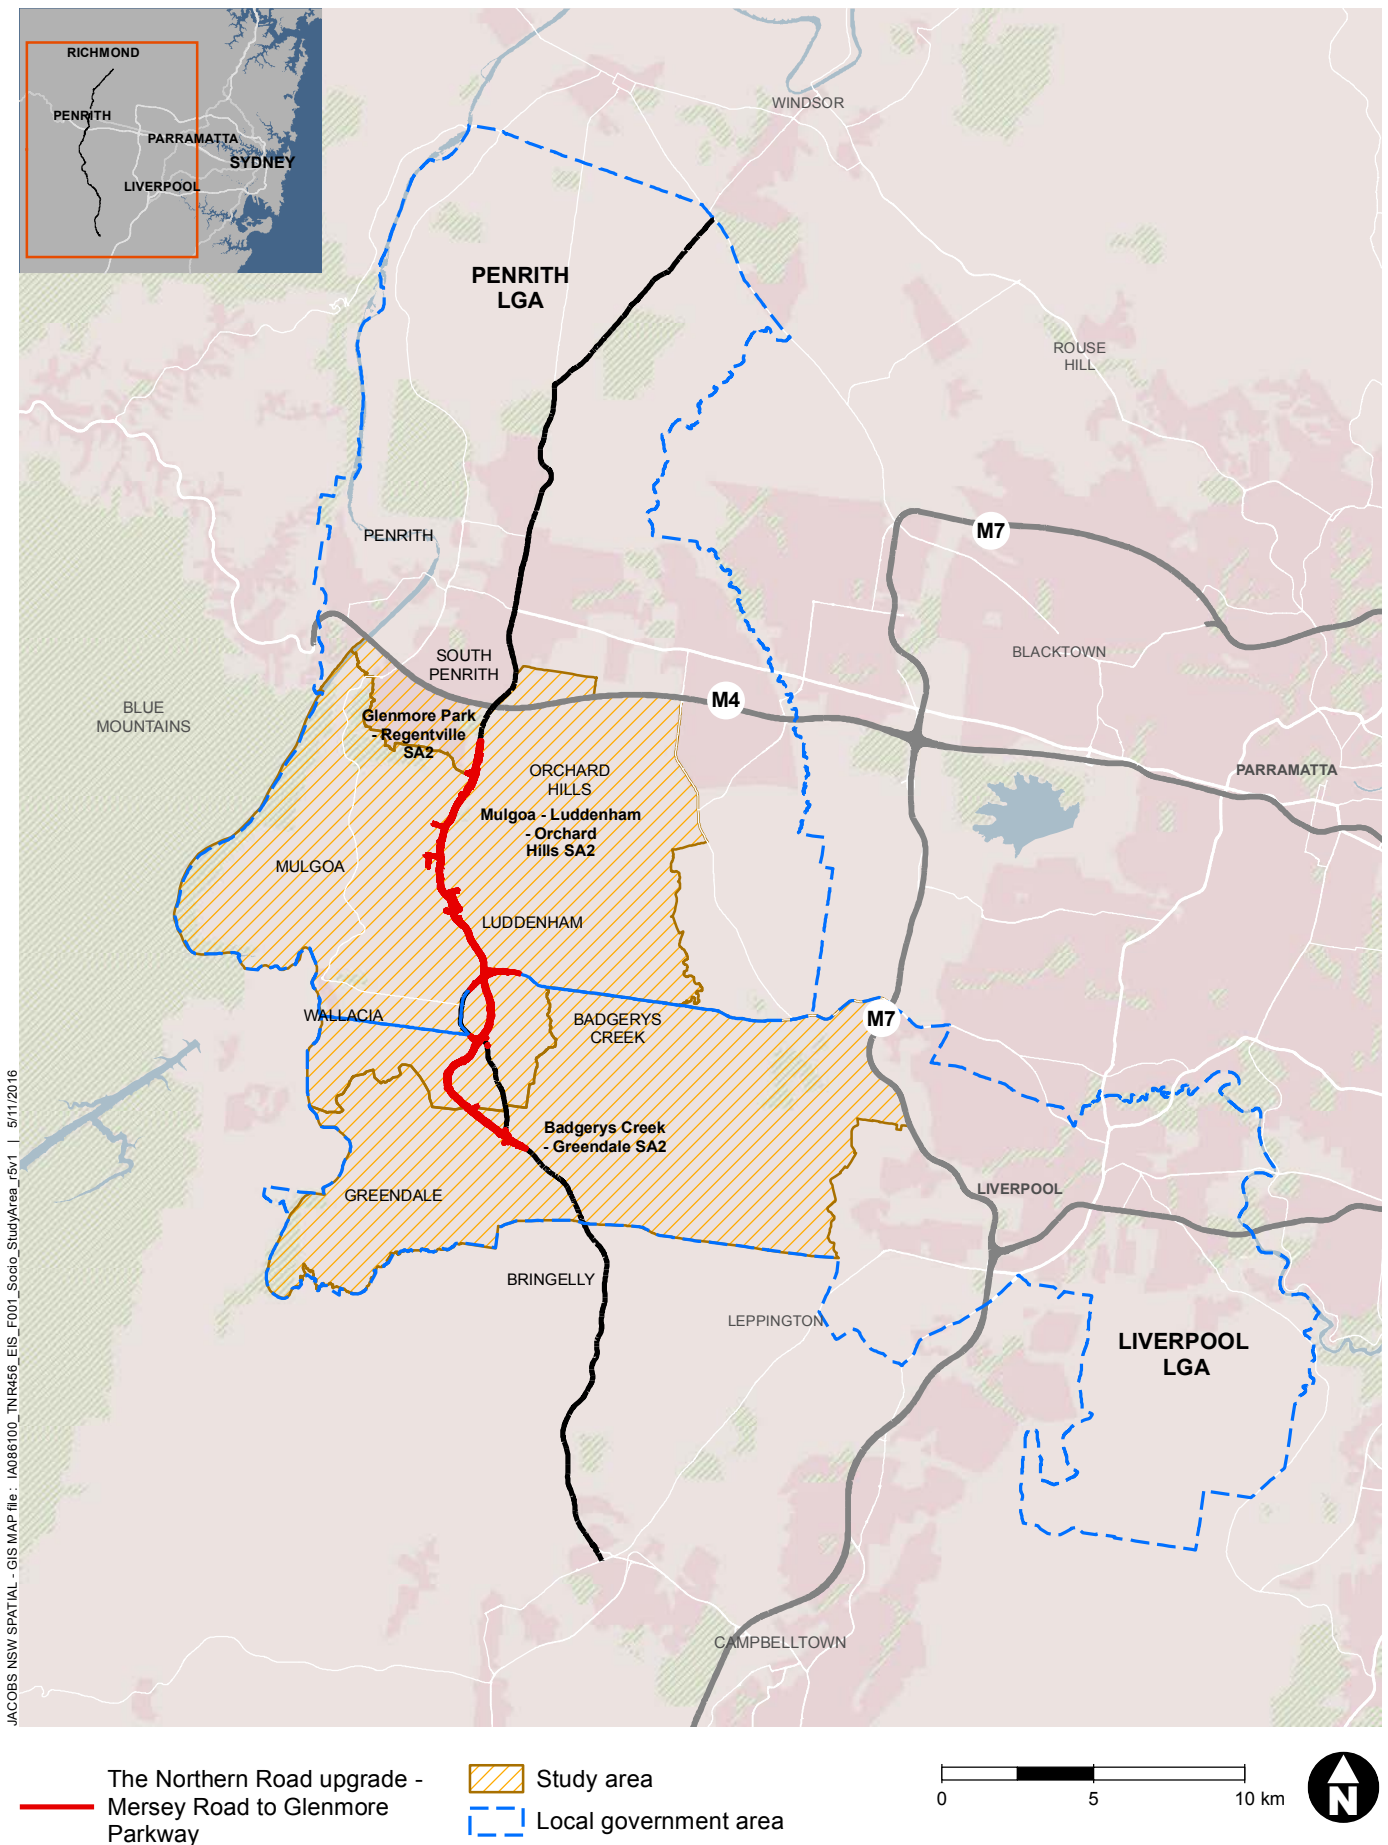 RICHMOND
PENRITH
PARRAMATTA
SYDNEY
LIVERPOOL
WINDSOR
PENRITH
LGA
ROUSE
HILL
M7
PENRITH
BLACKTOWN
SOUTH
PENRITH
M4
BLUE
MOUNTAINS
Glenmore Park
- Regentville
SA2
ORCHARD
HILLS
PARRAMATTA
Mulgoa - Luddenham
- Orchard
Hills SA2
MULGOA
LUDDENHAM
WALLACIA
BADGERYS
CREEK
M7
Badgerys Creek
- Greendale SA2
GREENDALE
LIVERPOOL
BRINGELLY
LEPPINGTON
LIVERPOOL
LGA
CAMPBELLTOWN
JACOBS NSW SPATIAL - GIS MAP file : IA086100_TNR456_EIS_F001_Socio_StudyArea_r5v1 | 5/11/2016
The Northern Road upgrade -
Mersey Road to Glenmore
Parkway
Study area
Local government area
0 5 10 km
N